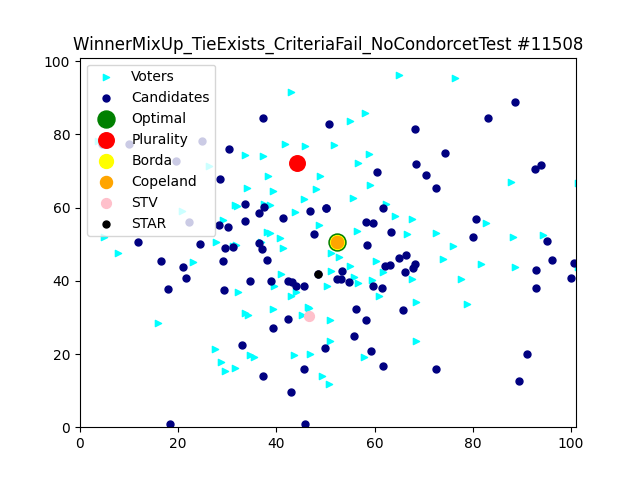 WinnerMixUp_TieExists_CriteriaFail_NoCondorcetTest #11508
100
80
60
40
20
0
0 20 40 60 80 100
Voters
Candidates
Optimal
Plurality
Borda
Copeland
STV
STAR